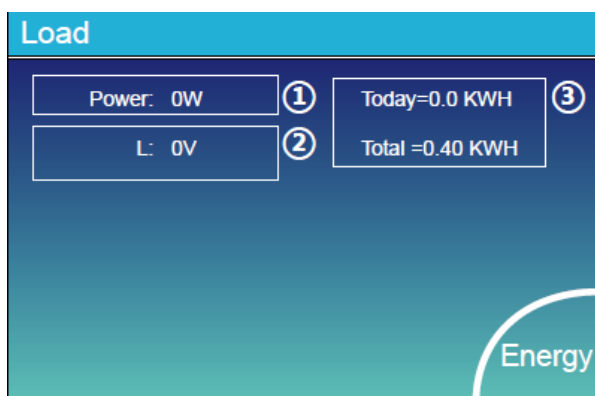 Load
Power: 0W ①
L: 0V ②
Today=0.0 KWH ③
Total =0.40 KWH
Energy